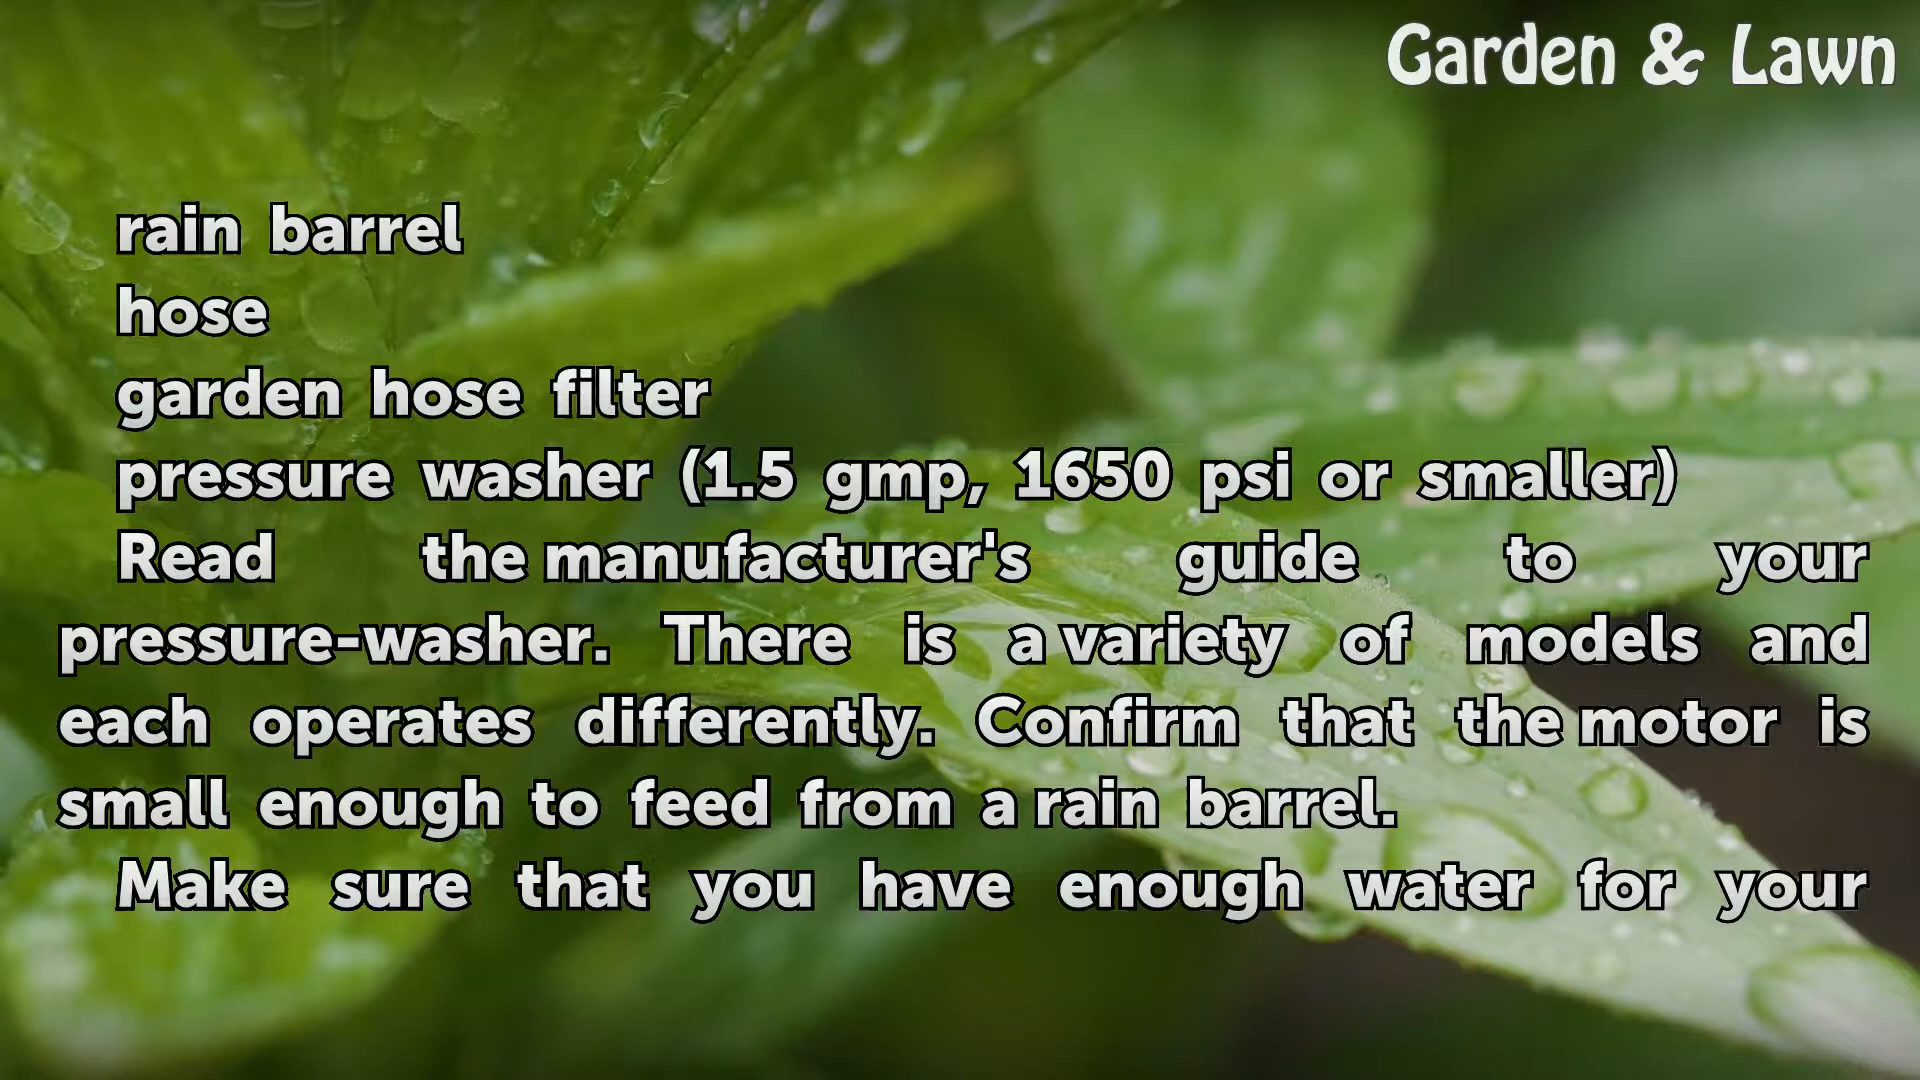 Garden & Lawn
rain barrel
hose
garden hose filter
pressure washer (1.5 gmp, 1650 psi or smaller)
Read the manufacturer's guide to your
pressure-washer. There is a variety of models and
each operates differently. Confirm that the motor is
small enough to feed from a rain barrel.
Make sure that you have enough water for your